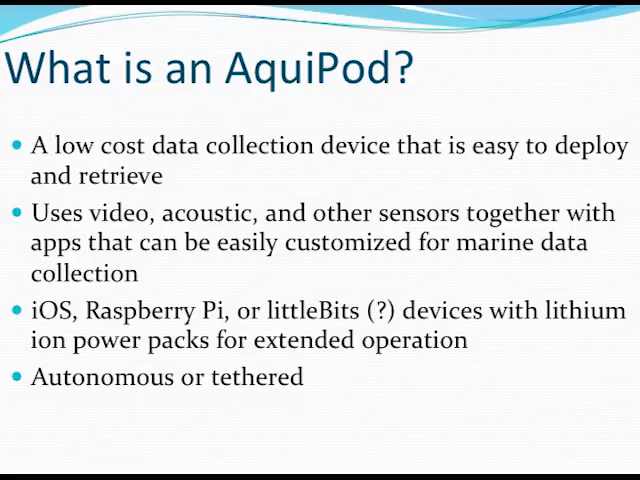 What is an AquiPod?
• A low cost data collection device that is easy to deploy
and retrieve
• Uses video, acoustic, and other sensors together with
apps that can be easily customized for marine data
collection
• iOS, Raspberry Pi, or littleBits (?) devices with lithium
ion power packs for extended operation
• Autonomous or tethered